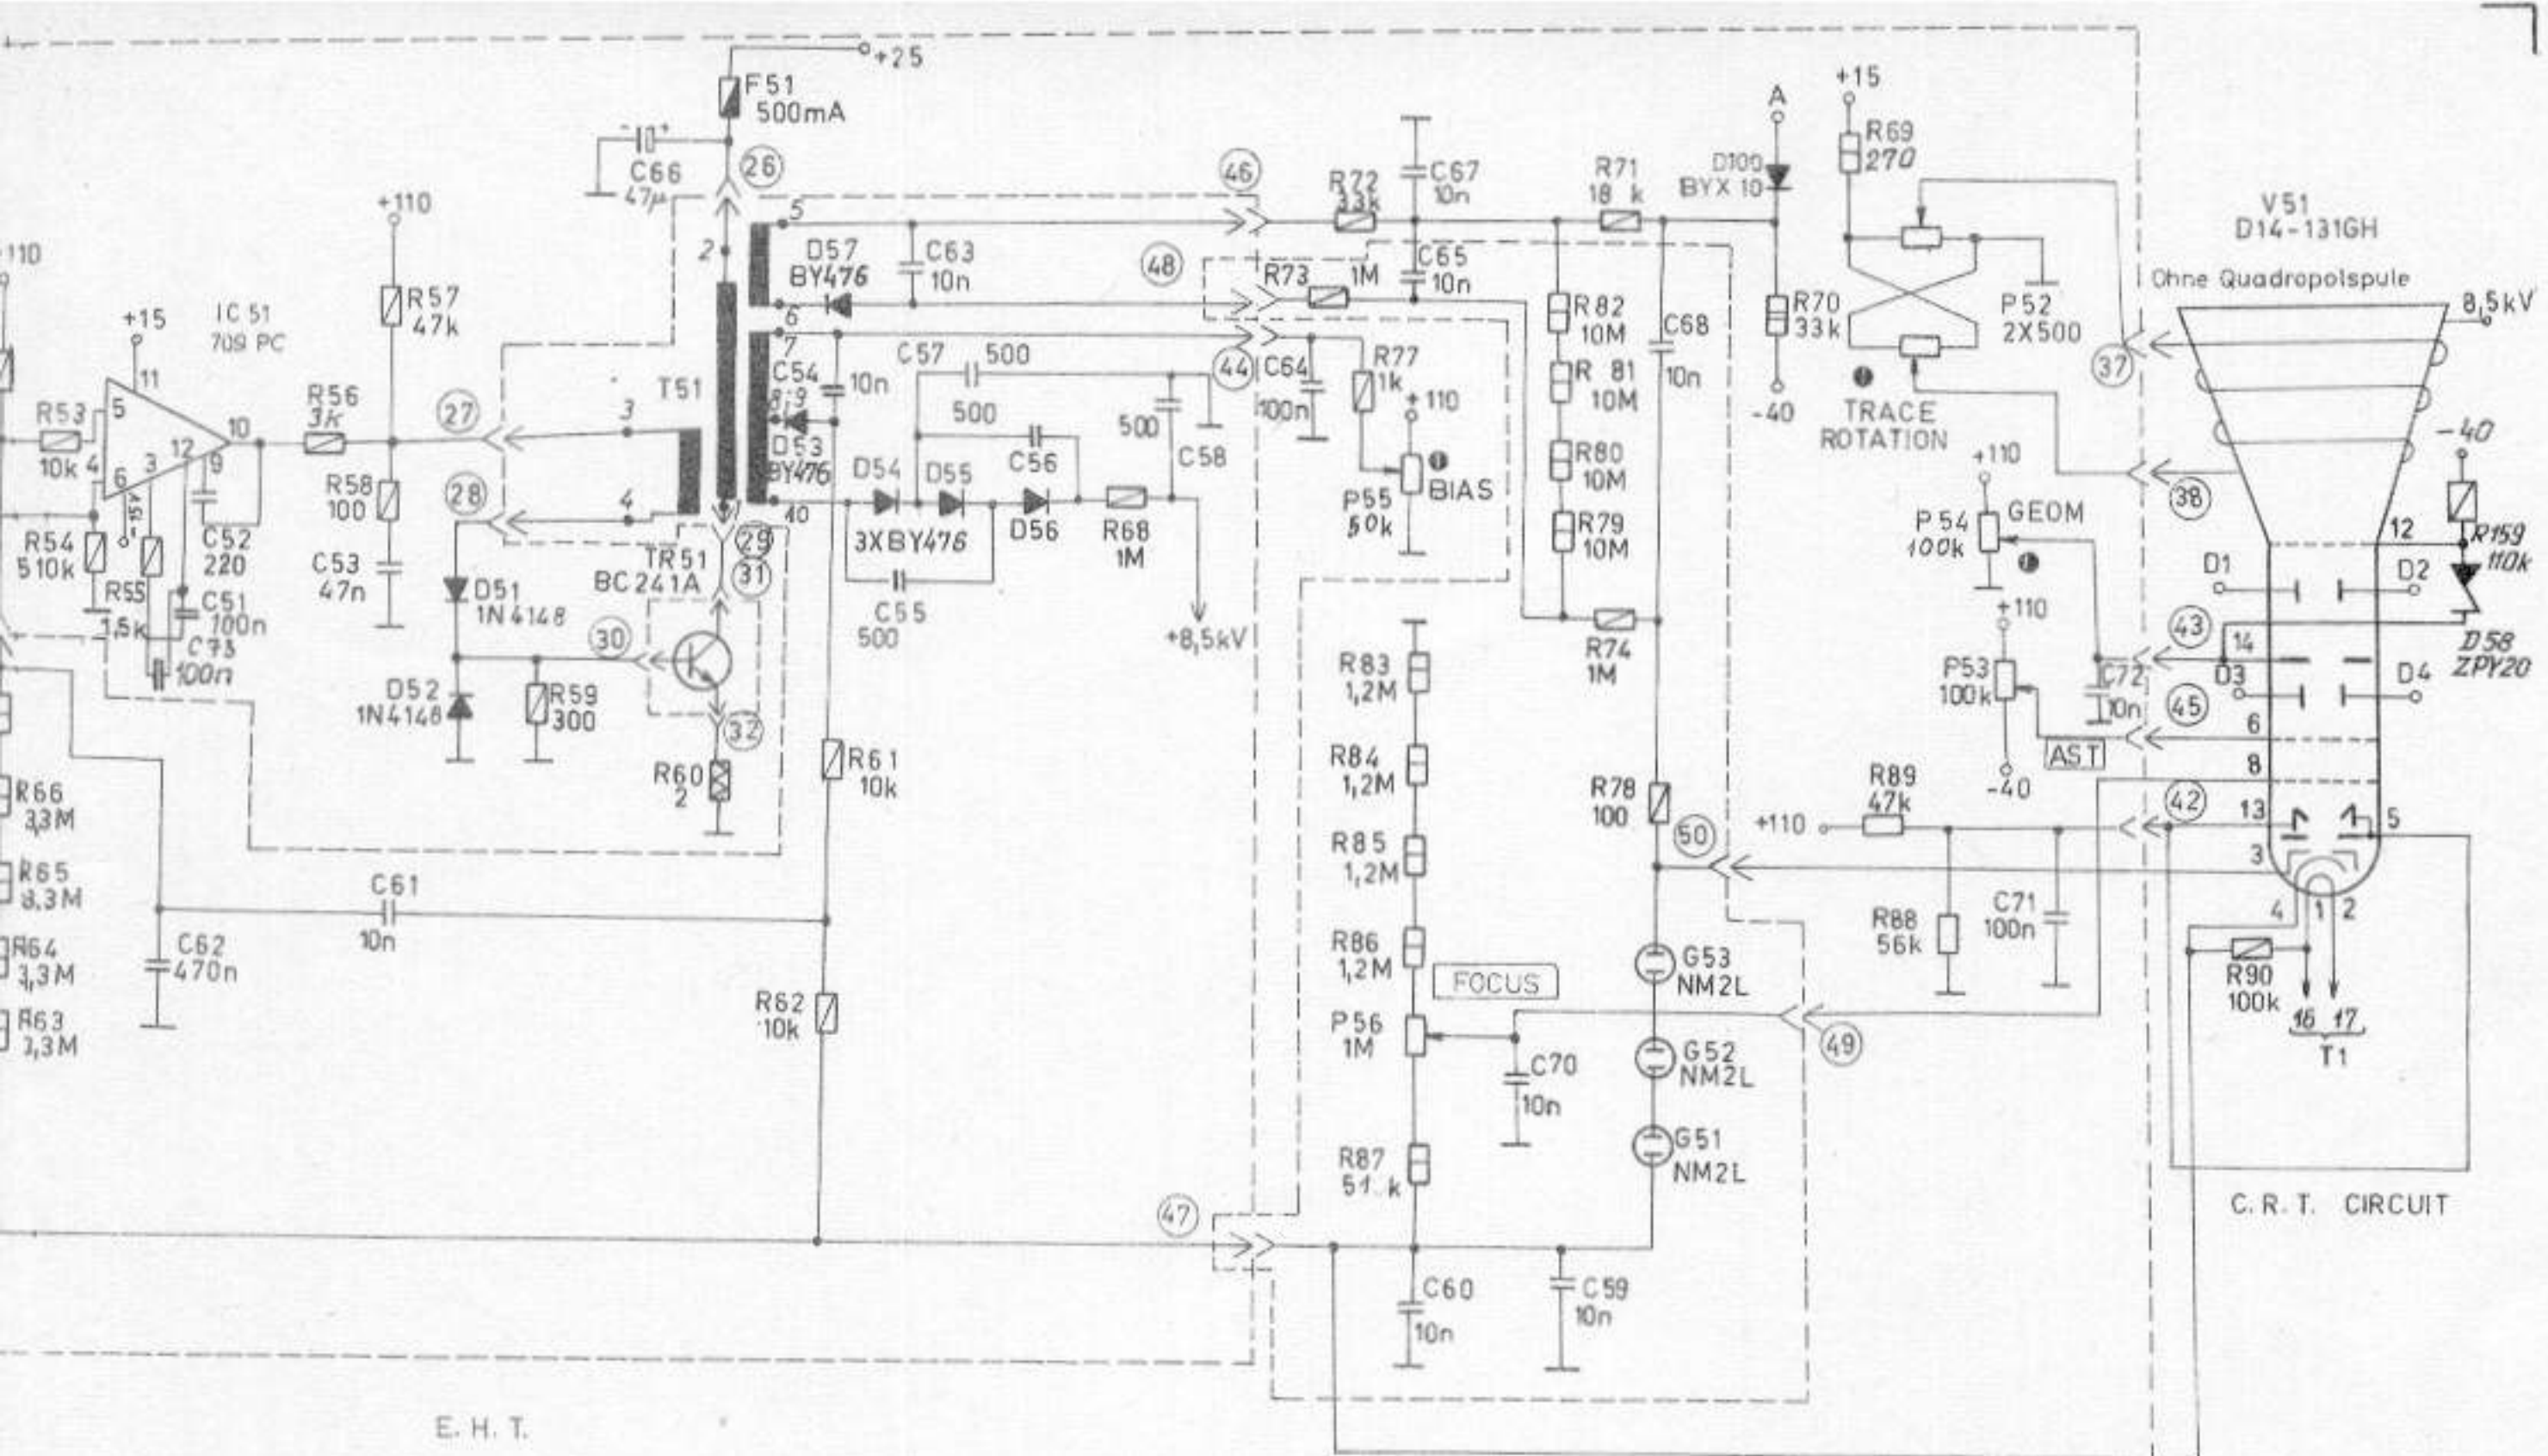 +25
F51
500mA
C66
47µ
26
+110
R57
47k
110
+15
IC 51
709 PC
11
5
R53
10k
4
6
3
12
9
10
-15V
R56
3k
27
28
R58
100
C53
47n
R54
510k
R55
1,5k
C52
220
C51
100n
C73
100n
D51
1N4148
D52
1N4148
R59
300
30
TR51
BC241A
29
31
32
R60
2
T51
2
3
4
5
6
7
8;9
10
D57
BY476
C63
10n
C54
10n
D53
BY476
C57
500
500
C56
500
C58
D54
D55
D56
3XBY476
R68
1M
C55
500
+8,5kV
R61
10k
R62
10k
C61
10n
C62
470n
R66
3,3M
R65
3,3M
R64
3,3M
R63
3,3M
E.H.T.
46
48
44
47
R72
33k
C67
10n
R73
1M
C65
10n
C64
100n
R77
1k
+110
P55
50k
BIAS
R71
18 k
R82
10M
R 81
10M
R80
10M
R79
10M
C68
10n
R74
1M
R83
1,2M
R84
1,2M
R85
1,2M
R86
1,2M
P56
1M
FOCUS
C70
10n
R87
51 k
C60
10n
C59
10n
R78
100
50
G53
NM2L
G52
NM2L
G51
NM2L
49
A
D100
BYX 10
R70
33k
-40
+15
R69
270
P52
2X500
TRACE
ROTATION
37
38
+110
P 54
100k
GEOM
+110
P53
100k
-40
C72
10n
AST
43
45
42
+110
R89
47k
R88
56k
C71
100n
V51
D14-131GH
Ohne Quadropolspule
8,5kV
-40
R159
110k
D58
ZPY20
12
D1
D2
14
D3
D4
6
8
13
5
3
4
1
2
R90
100k
16 17
T1
C.R.T. CIRCUIT